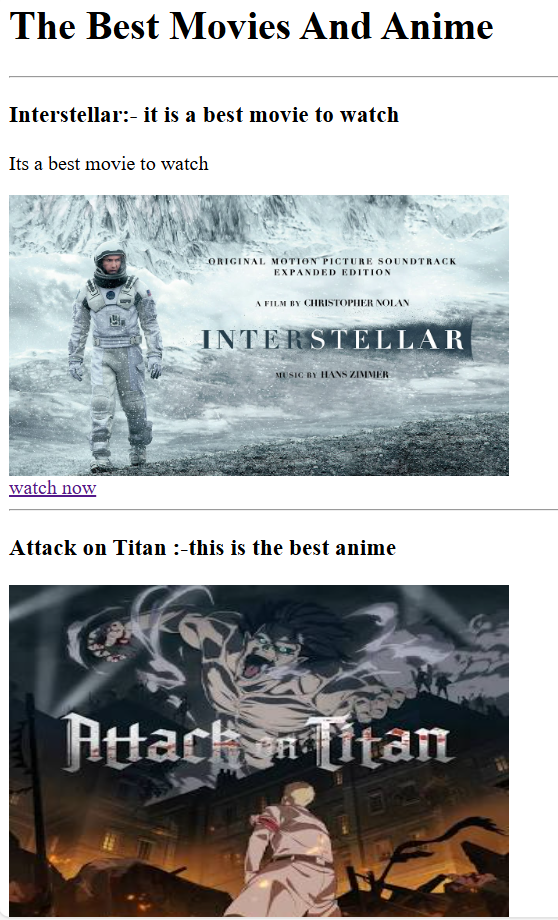 The Best Movies And Anime
Interstellar:- it is a best movie to watch
Its a best movie to watch
ORIGINAL MOTION PICTURE SOUNDTRACK
EXPANDED EDITION
A FILM BY CHRISTOPHER NOLAN
INTERSTELLAR
MUSIC BY HANS ZIMMER
watch now
Attack on Titan :-this is the best anime
Attack on Titan